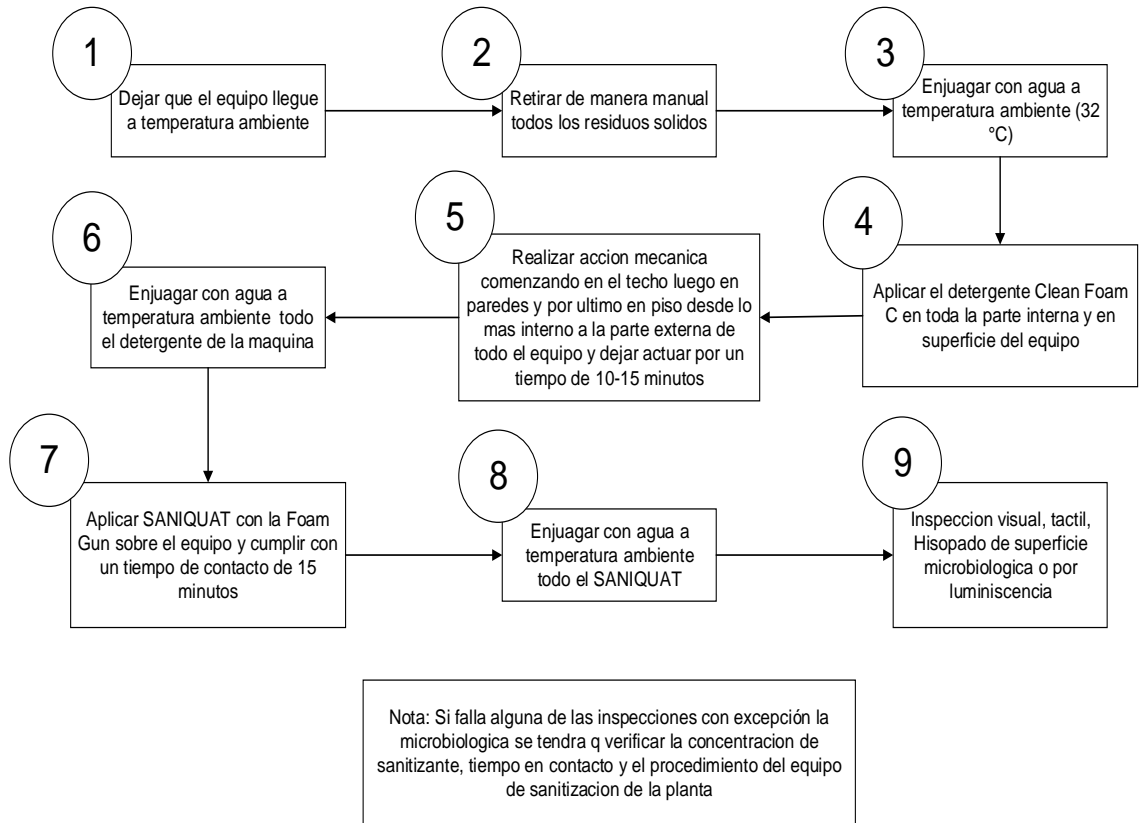 1
Dejar que el equipo llegue
a temperatura ambiente
2
Retirar de manera manual
todos los residuos solidos
3
Enjuagar con agua a
temperatura ambiente (32
°C)
4
Aplicar el detergente Clean Foam
C en toda la parte interna y en
superficie del equipo
5
Realizar accion mecanica
comenzando en el techo luego en
paredes y por ultimo en piso desde lo
mas interno a la parte externa de
todo el equipo y dejar actuar por un
tiempo de 10-15 minutos
6
Enjuagar con agua a
temperatura ambiente todo
el detergente de la maquina
7
Aplicar SANIQUAT con la Foam
Gun sobre el equipo y cumplir con
un tiempo de contacto de 15
minutos
8
Enjuagar con agua a
temperatura ambiente
todo el SANIQUAT
9
Inspeccion visual, tactil,
Hisopado de superficie
microbiologica o por
luminiscencia
Nota: Si falla alguna de las inspecciones con excepción la
microbiologica se tendra q verificar la concentracion de
sanitizante, tiempo en contacto y el procedimiento del equipo
de sanitizacion de la planta